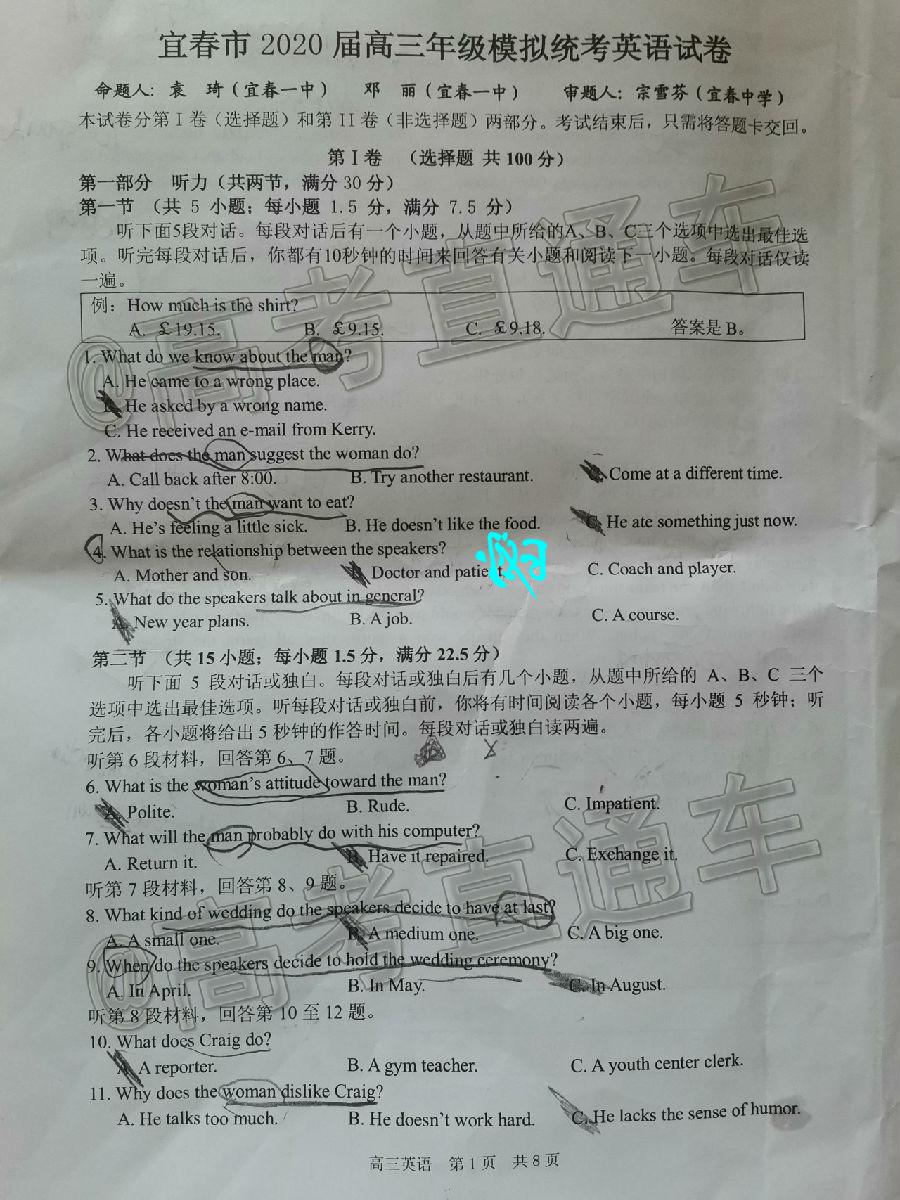 宜春市 2020 届高三年级模拟统考英语试卷
命题人：袁 琦（宜春一中） 邓 丽（宜春一中） 审题人：宗雪芬（宜春中学）
本试卷分第 I 卷（选择题）和第 II 卷（非选择题）两部分。考试结束后，只需将答题卡交回。
第 I 卷 （选择题 共 100 分）
第一部分 听力（共两节，满分 30 分）
第一节 （共 5 小题；每小题 1.5 分，满分 7.5 分）
听下面5段对话。每段对话后有一个小题，从题中所给的A、B、C三个选项中选出最佳选
项。听完每段对话后，你都有10秒钟的时间来回答有关小题和阅读下一小题。每段对话仅读
一遍。
例：How much is the shirt?
A. ￡19.15. B. ￡9.15. C. ￡9.18. 答案是 B。
1. What do we know about the man?
A. He came to a wrong place.
B. He asked by a wrong name.
C. He received an e-mail from Kerry.
2. What does the man suggest the woman do?
A. Call back after 8:00. B. Try another restaurant. C. Come at a different time.
3. Why doesn't the man want to eat?
A. He's feeling a little sick. B. He doesn't like the food. C. He ate something just now.
4. What is the relationship between the speakers?
A. Mother and son. B. Doctor and patient. C. Coach and player.
5. What do the speakers talk about in general?
A. New year plans. B. A job. C. A course.
第二节 （共 15 小题；每小题 1.5 分，满分 22.5 分）
听下面 5 段对话或独白。每段对话或独白后有几个小题，从题中所给的 A、B、C 三个
选项中选出最佳选项。听每段对话或独白前，你将有时间阅读各个小题，每小题 5 秒钟；听
完后，各小题将给出 5 秒钟的作答时间。每段对话或独白读两遍。
听第 6 段材料，回答第 6、7 题。
6. What is the woman's attitude toward the man?
A. Polite. B. Rude. C. Impatient.
7. What will the man probably do with his computer?
A. Return it. B. Have it repaired. C. Exchange it.
听第 7 段材料，回答第 8、9 题。
8. What kind of wedding do the speakers decide to have at last?
A. A small one. B. A medium one. C. A big one.
9. When do the speakers decide to hold the wedding ceremony?
A. In April. B. In May. C. In August.
听第 8 段材料，回答第 10 至 12 题。
10. What does Craig do?
A. A reporter. B. A gym teacher. C. A youth center clerk.
11. Why does the woman dislike Craig?
A. He talks too much. B. He doesn't work hard. C. He lacks the sense of humor.
高三英语 第 1 页 共 8 页
@高考直通车
@高考直通车